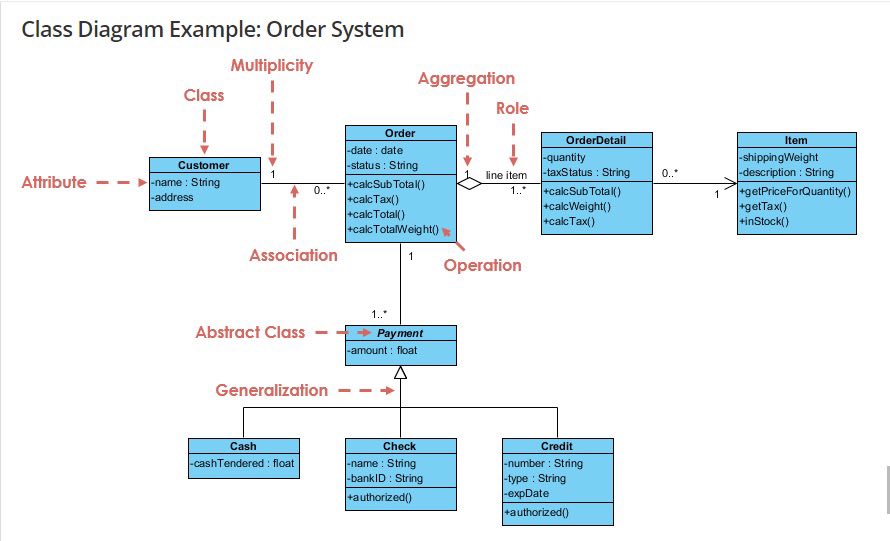 Class Diagram Example: Order System
Multiplicity
Aggregation
Class
Role
Attribute
Customer
-name : String
-address
1
0..*
Association
Order
-date : date
-status : String
+calcSubTotal()
+calcTax()
+calcTotal()
+calcTotalWeight()
1
line item
1..*
Operation
OrderDetail
-quantity
-taxStatus : String
+calcSubTotal()
+calcWeight()
+calcTax()
0..*
1
Item
-shippingWeight
-description : String
+getPriceForQuantity()
+getTax()
+inStock()
1
1..*
Abstract Class
Payment
-amount : float
Generalization
Cash
-cashTendered : float
Check
-name : String
-bankID : String
+authorized()
Credit
-number : String
-type : String
-expDate
+authorized()